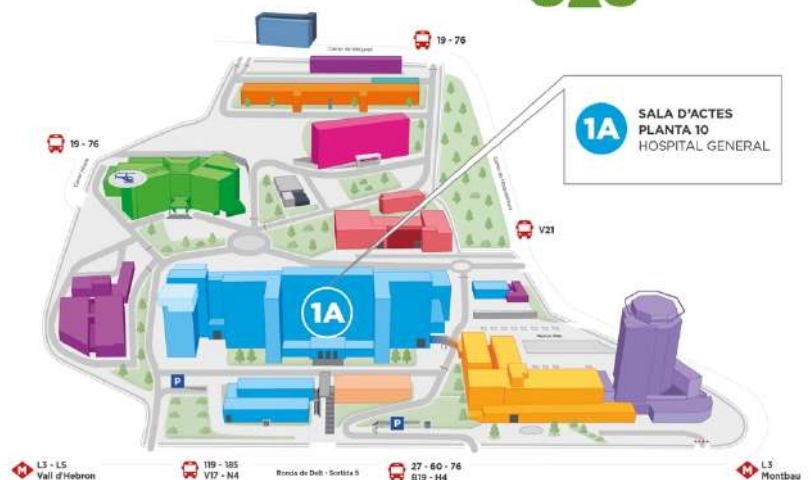 19 - 76
1A
SALA D'ACTES
PLANTA 10
HOSPITAL GENERAL
19 - 76
V21
1A
P
P
M
L3 - L5
Vall d'Hebron
119 - 185
V17 - N4
Ronda de Dalt - Sortida 5
27 - 60 - 76
B19 - H4
M
L3
Montbau